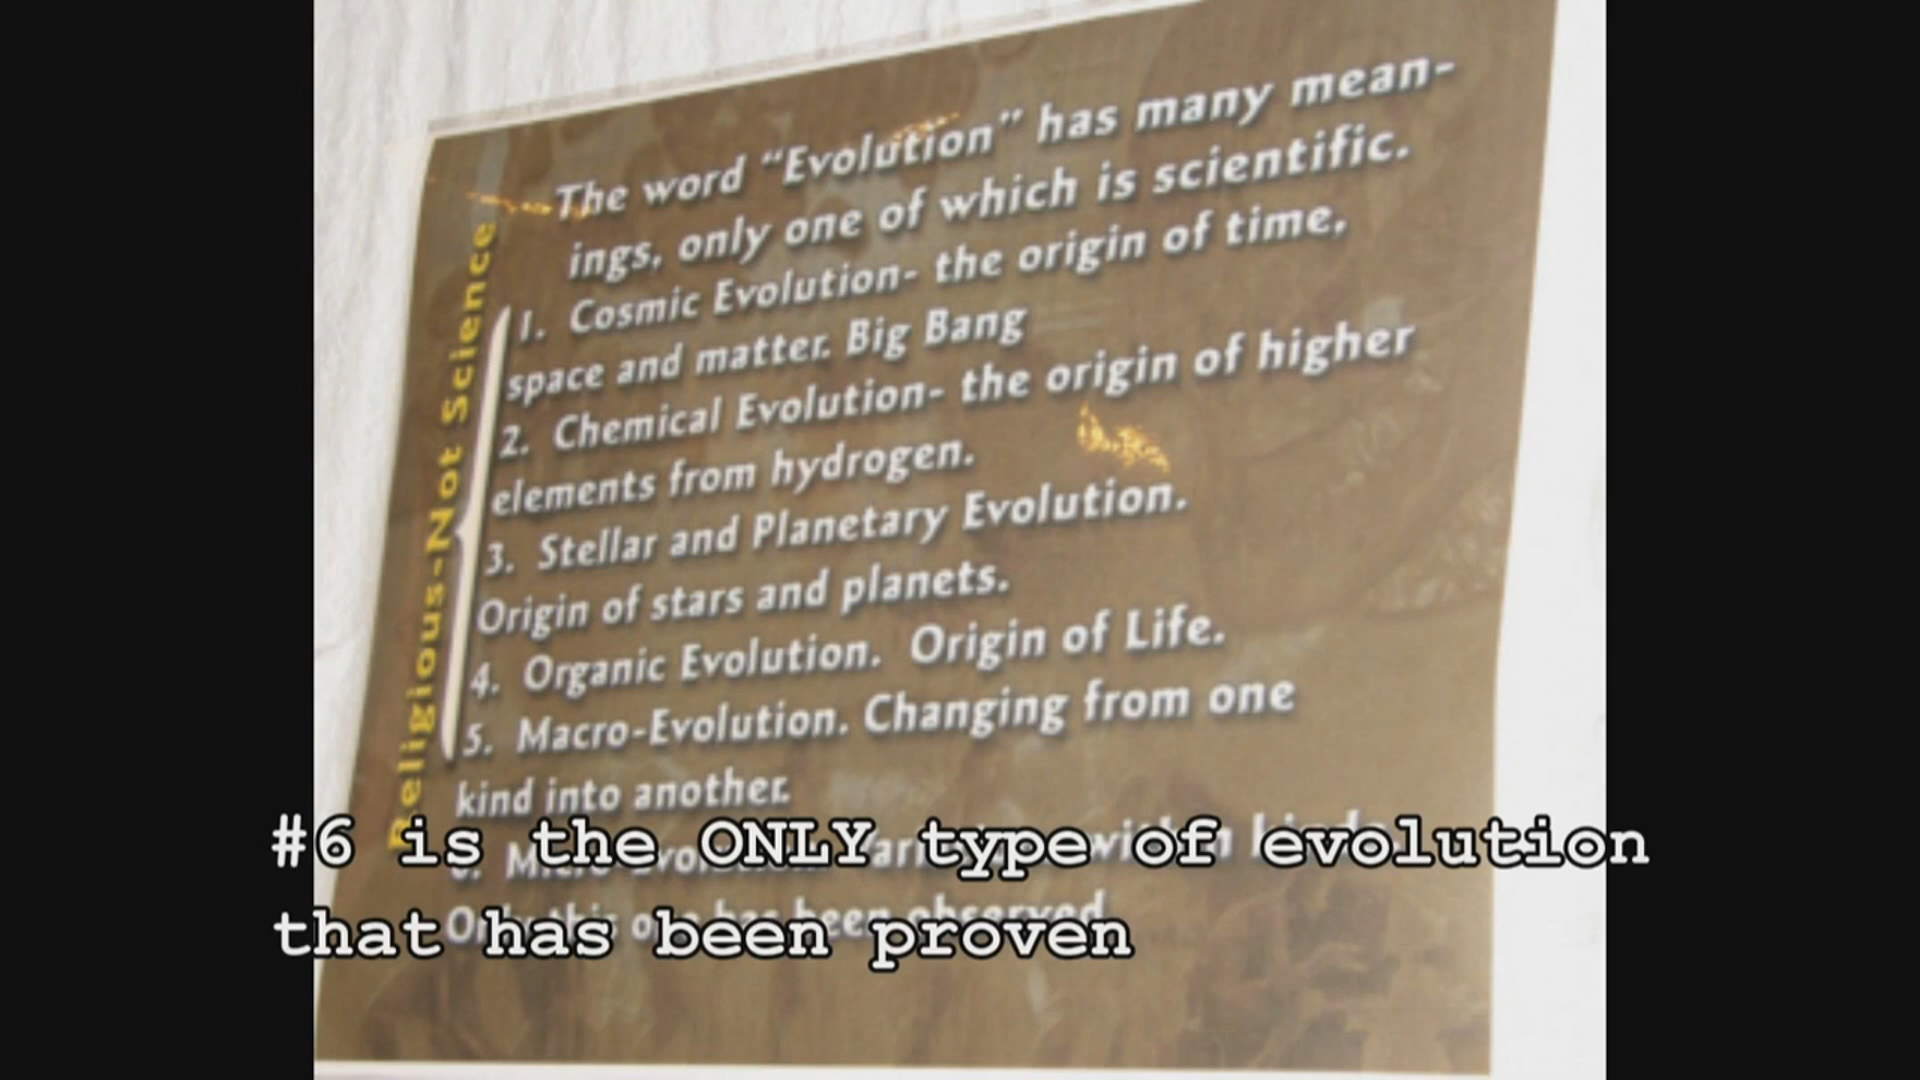 The word “Evolution” has many mean-
ings, only one of which is scientific.
1. Cosmic Evolution- the origin of time,
space and matter. Big Bang
2. Chemical Evolution- the origin of higher
elements from hydrogen.
3. Stellar and Planetary Evolution.
Origin of stars and planets.
4. Organic Evolution. Origin of Life.
5. Macro-Evolution. Changing from one
kind into another.
Religious-Not Science
#6 is the ONLY type of evolution
that has been proven